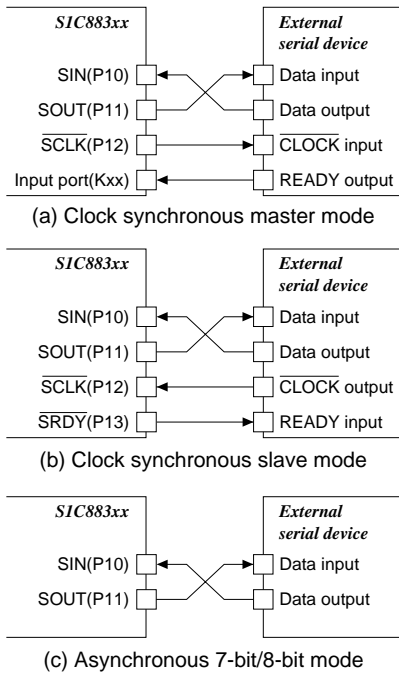 S1C883xx
External
serial device
SIN(P10)
Data input
SOUT(P11)
Data output
SCLK(P12)
CLOCK input
Input port(Kxx)
READY output
(a) Clock synchronous master mode
S1C883xx
External
serial device
SIN(P10)
Data input
SOUT(P11)
Data output
SCLK(P12)
CLOCK output
SRDY(P13)
READY input
(b) Clock synchronous slave mode
S1C883xx
External
serial device
SIN(P10)
Data input
SOUT(P11)
Data output
(c) Asynchronous 7-bit/8-bit mode